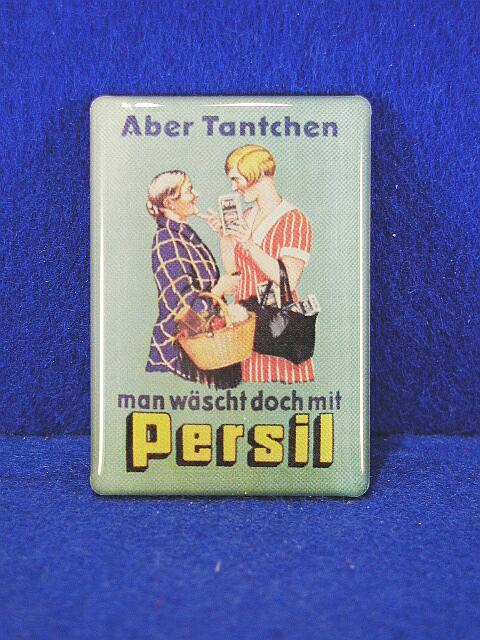 Aber Tantchen
man wäscht doch mit
Persil